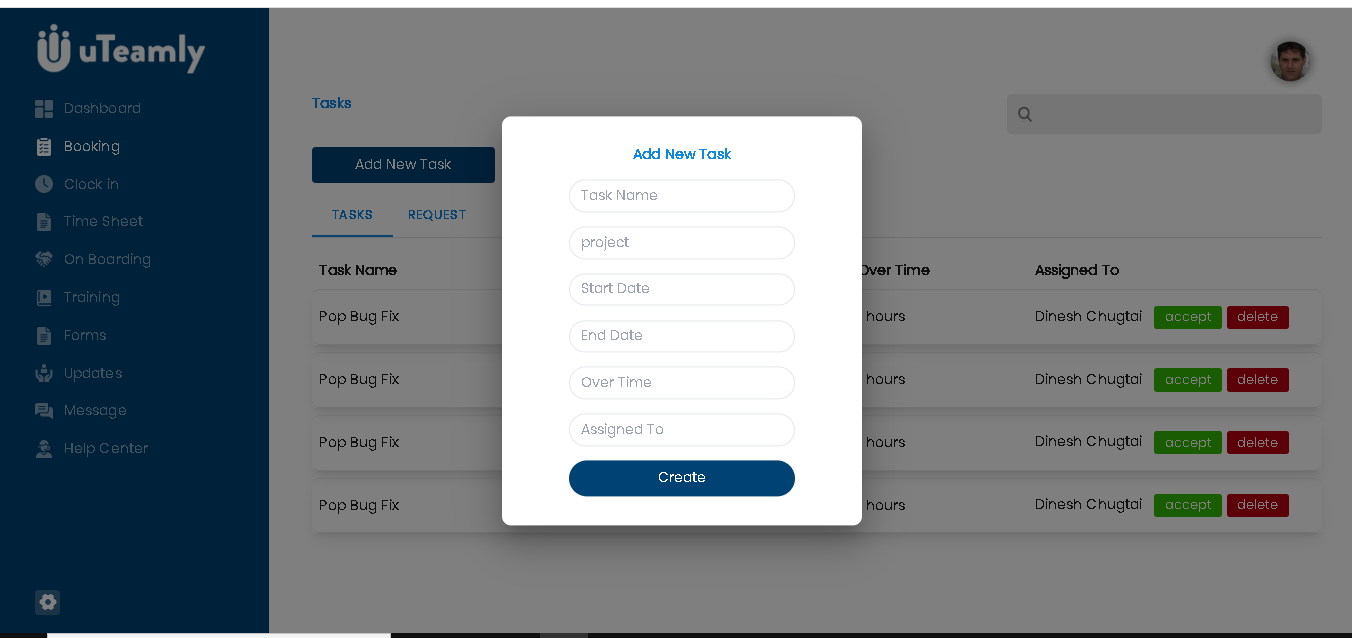 uTeamly
Dashboard
Booking
Clock in
Time Sheet
On Boarding
Training
Forms
Updates
Message
Help Center
Tasks
Add New Task
TASKS REQUEST
Task Name Over Time Assigned To
Pop Bug Fix hours Dinesh Chugtai accept delete
Pop Bug Fix hours Dinesh Chugtai accept delete
Pop Bug Fix hours Dinesh Chugtai accept delete
Pop Bug Fix hours Dinesh Chugtai accept delete
Add New Task
Task Name
project
Start Date
End Date
Over Time
Assigned To
Create